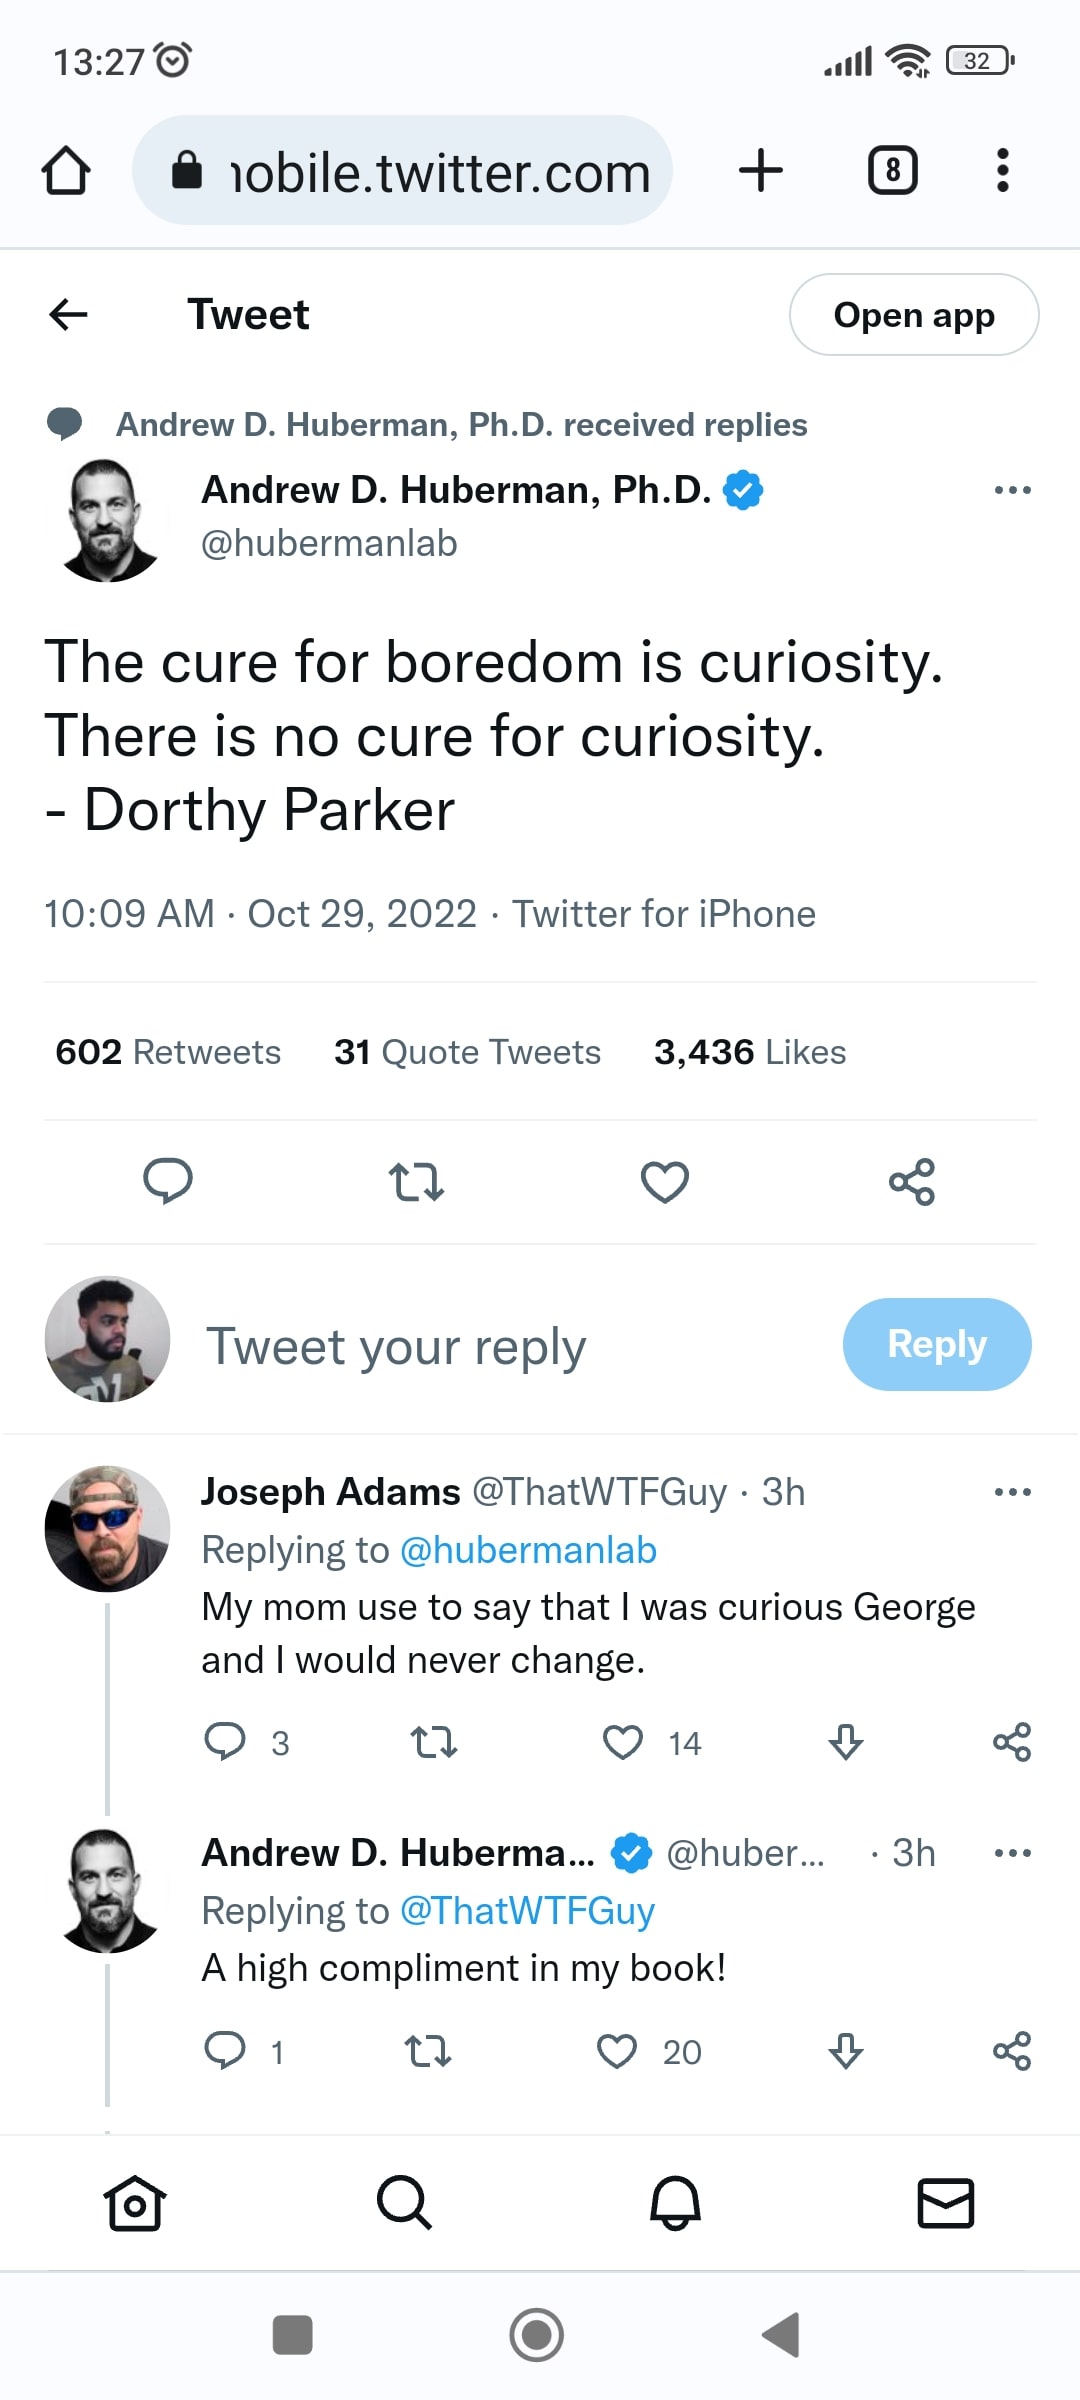 13:27
32
nobile.twitter.com
8
Tweet
Open app
Andrew D. Huberman, Ph.D. received replies
Andrew D. Huberman, Ph.D.
@hubermanlab
The cure for boredom is curiosity.
There is no cure for curiosity.
- Dorthy Parker
10:09 AM · Oct 29, 2022 · Twitter for iPhone
602 Retweets 31 Quote Tweets 3,436 Likes
Tweet your reply
Reply
Joseph Adams @ThatWTFGuy · 3h
Replying to @hubermanlab
My mom use to say that I was curious George
and I would never change.
3 14
Andrew D. Huberma... @huber... · 3h
Replying to @ThatWTFGuy
A high compliment in my book!
1 20